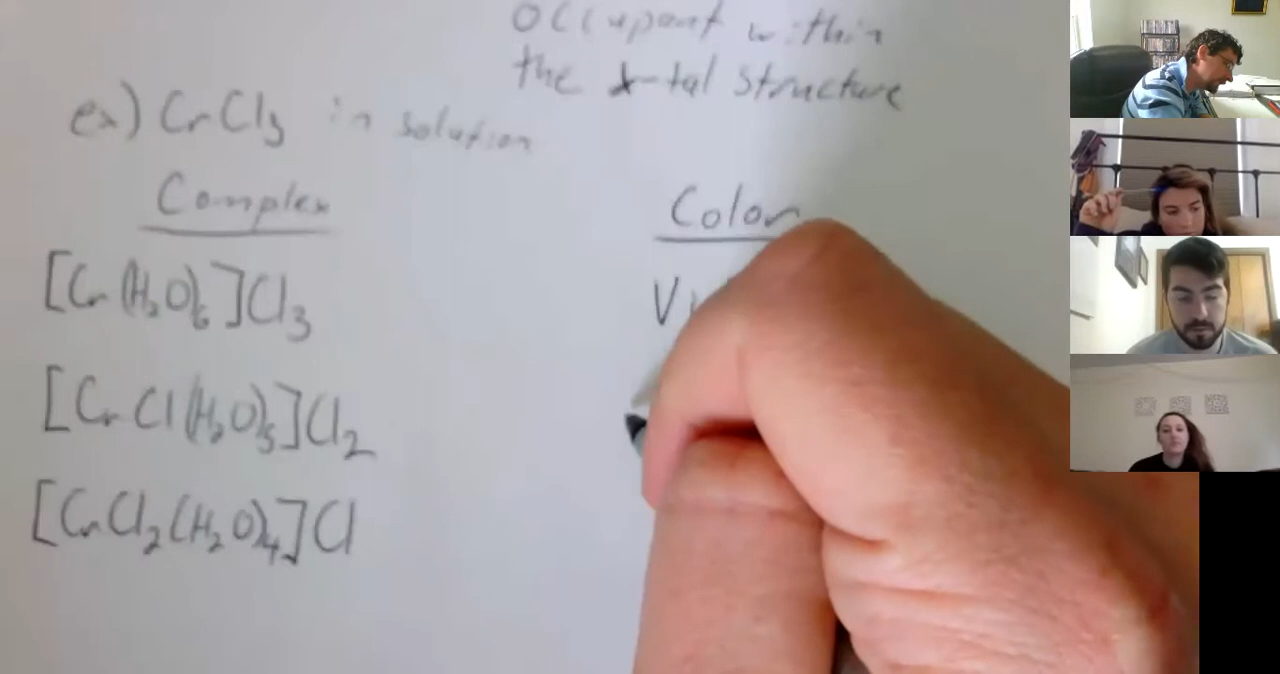 occupant within
the x-tal structure
ex) CrCl3 in solution
Complex
Color
[Cr(H2O)6]Cl3
[CrCl(H2O)5]Cl2
[CrCl2(H2O)4]Cl